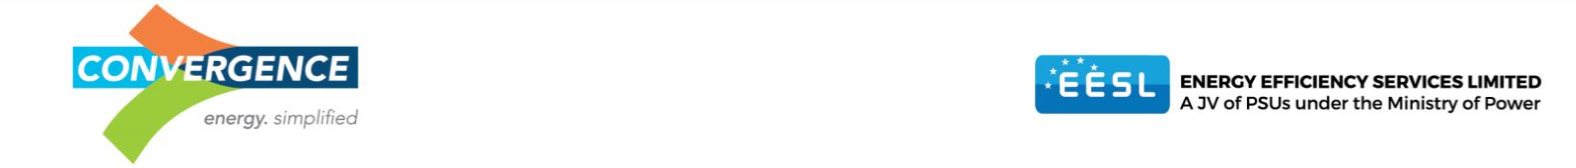 CONVERGENCE
energy. simplified
EESL
ENERGY EFFICIENCY SERVICES LIMITED
A JV of PSUs under the Ministry of Power